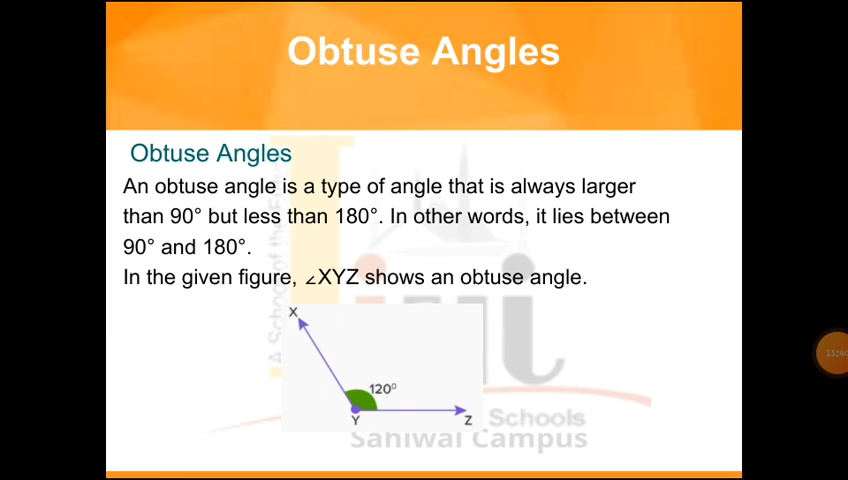 Obtuse Angles
Obtuse Angles
An obtuse angle is a type of angle that is always larger
than 90° but less than 180°. In other words, it lies between
90° and 180°.
In the given figure, ∠XYZ shows an obtuse angle.
X
120°
Y
Z
Schools
Sahiwal Campus